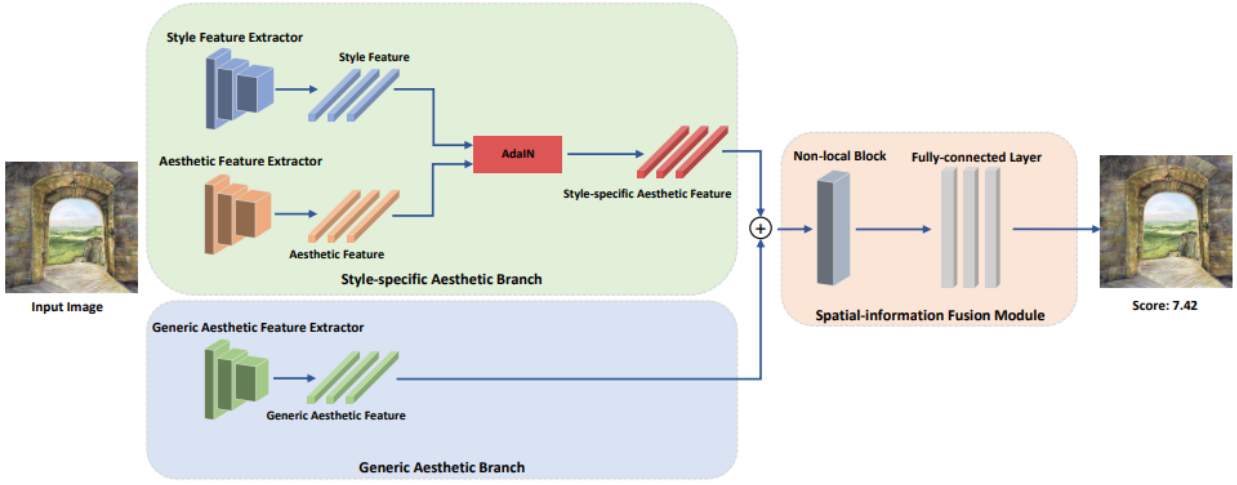 Style Feature Extractor
Style Feature
Aesthetic Feature Extractor
AdaIN
Style-specific Aesthetic Feature
Aesthetic Feature
Style-specific Aesthetic Branch
Input Image
Generic Aesthetic Feature Extractor
Generic Aesthetic Feature
Generic Aesthetic Branch
+
Non-local Block
Fully-connected Layer
Spatial-information Fusion Module
Score: 7.42